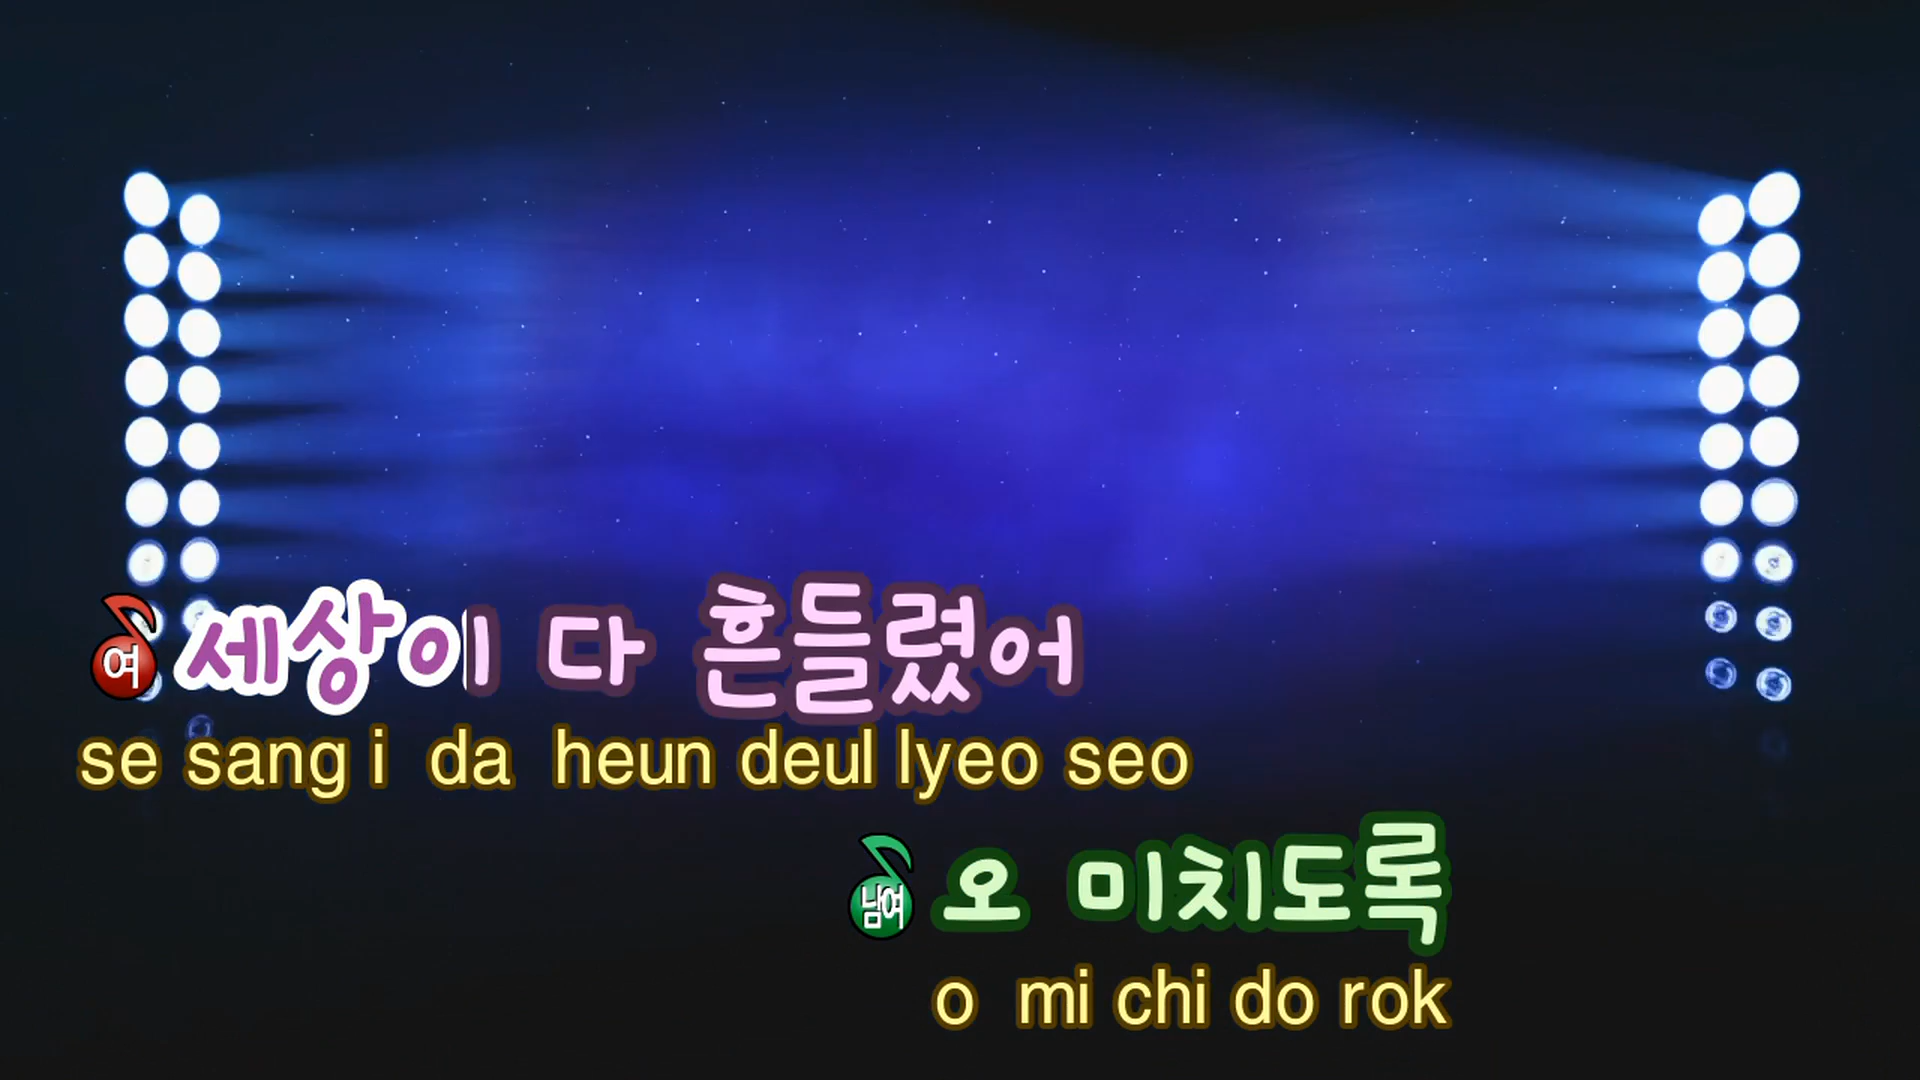 여 세상이 다 흔들렸어
se sang i da heun deul lyeo seo
남여 오 미치도록
o mi chi do rok